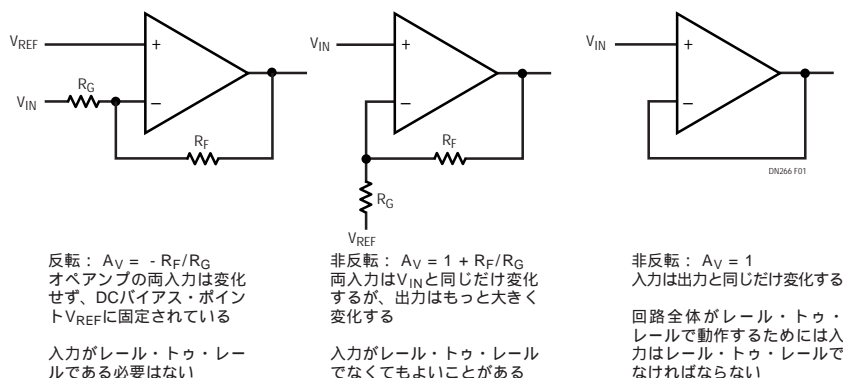 VREF
VIN
RG
+
−
RF
VIN
+
−
RF
RG
VREF
VIN
+
−
DN266 F01
反転： AV = - RF/RG
オペアンプの両入力は変化
せず、DCバイアス・ポイン
トVREFに固定されている
入力がレール・トゥ・レー
ルである必要はない
非反転： AV = 1 + RF/RG
両入力はVINと同じだけ変化
するが、出力はもっと大きく
変化する
入力がレール・トゥ・レール
でなくてもよいことがある
非反転： AV = 1
入力は出力と同じだけ変化する
回路全体がレール・トゥ・
レールで動作するためには入
力はレール・トゥ・レールで
なければならない